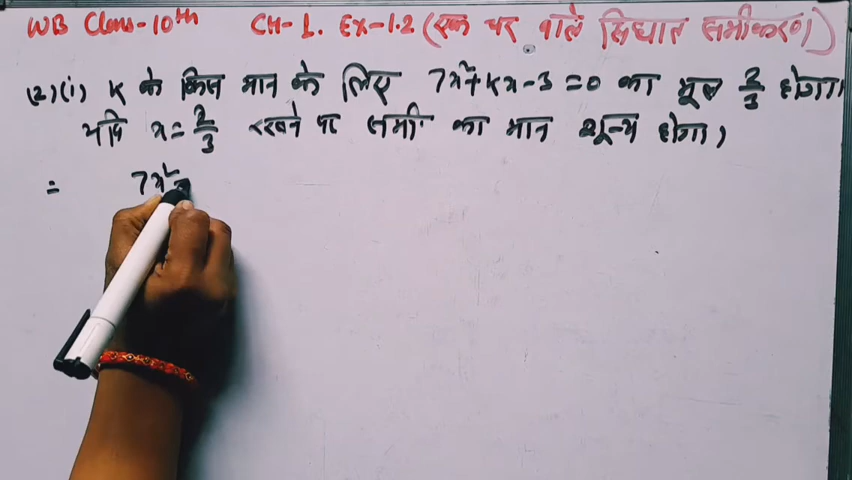 WB Class-10th CH-1. Ex-1.2 (एक चर वाले द्विघात समीकरण)
(2)(i) K के किस मान के लिए 7x²+Kx-3=0 का मूल 2/3 होगा।
यदि x=2/3 रखने पर समी॰ का मान शून्य होगा।
= 7x²